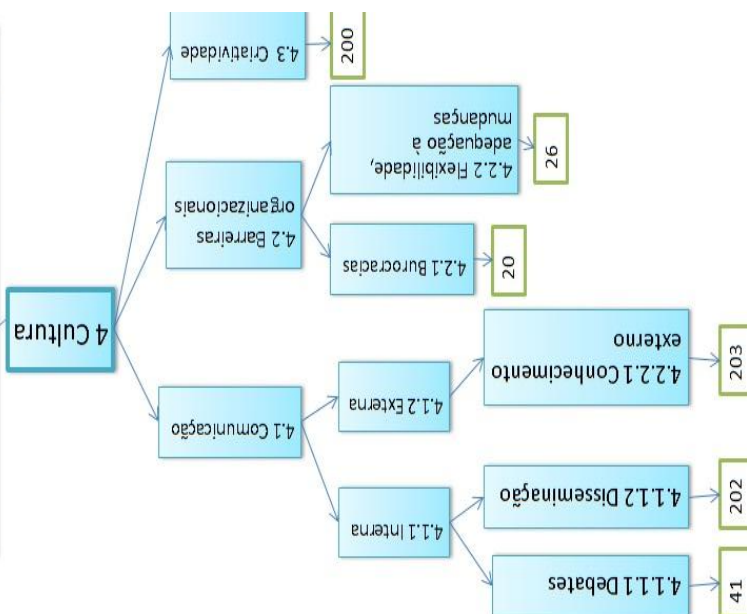 4 Cultura
4.1 Comunicação
4.1.1 Interna
4.1.1.1 Debates
41
4.1.1.2 Disseminação
202
4.1.2 Externa
4.2.2.1 Conhecimento
externo
203
4.2 Barreiras
organizacionais
4.2.1 Burocracias
20
4.2.2 Flexibilidade,
adequação à
mudanças
26
4.3 Criatividade
200